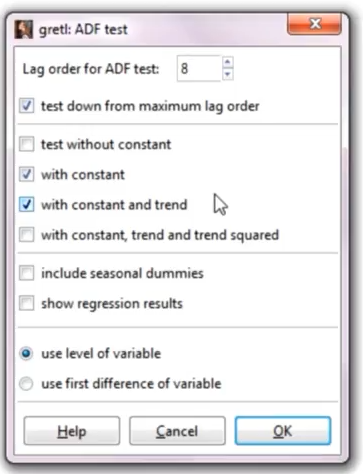 gretl: ADF test
Lag order for ADF test: 8
test down from maximum lag order
test without constant
with constant
with constant and trend
with constant, trend and trend squared
include seasonal dummies
show regression results
use level of variable
use first difference of variable
Help Cancel OK